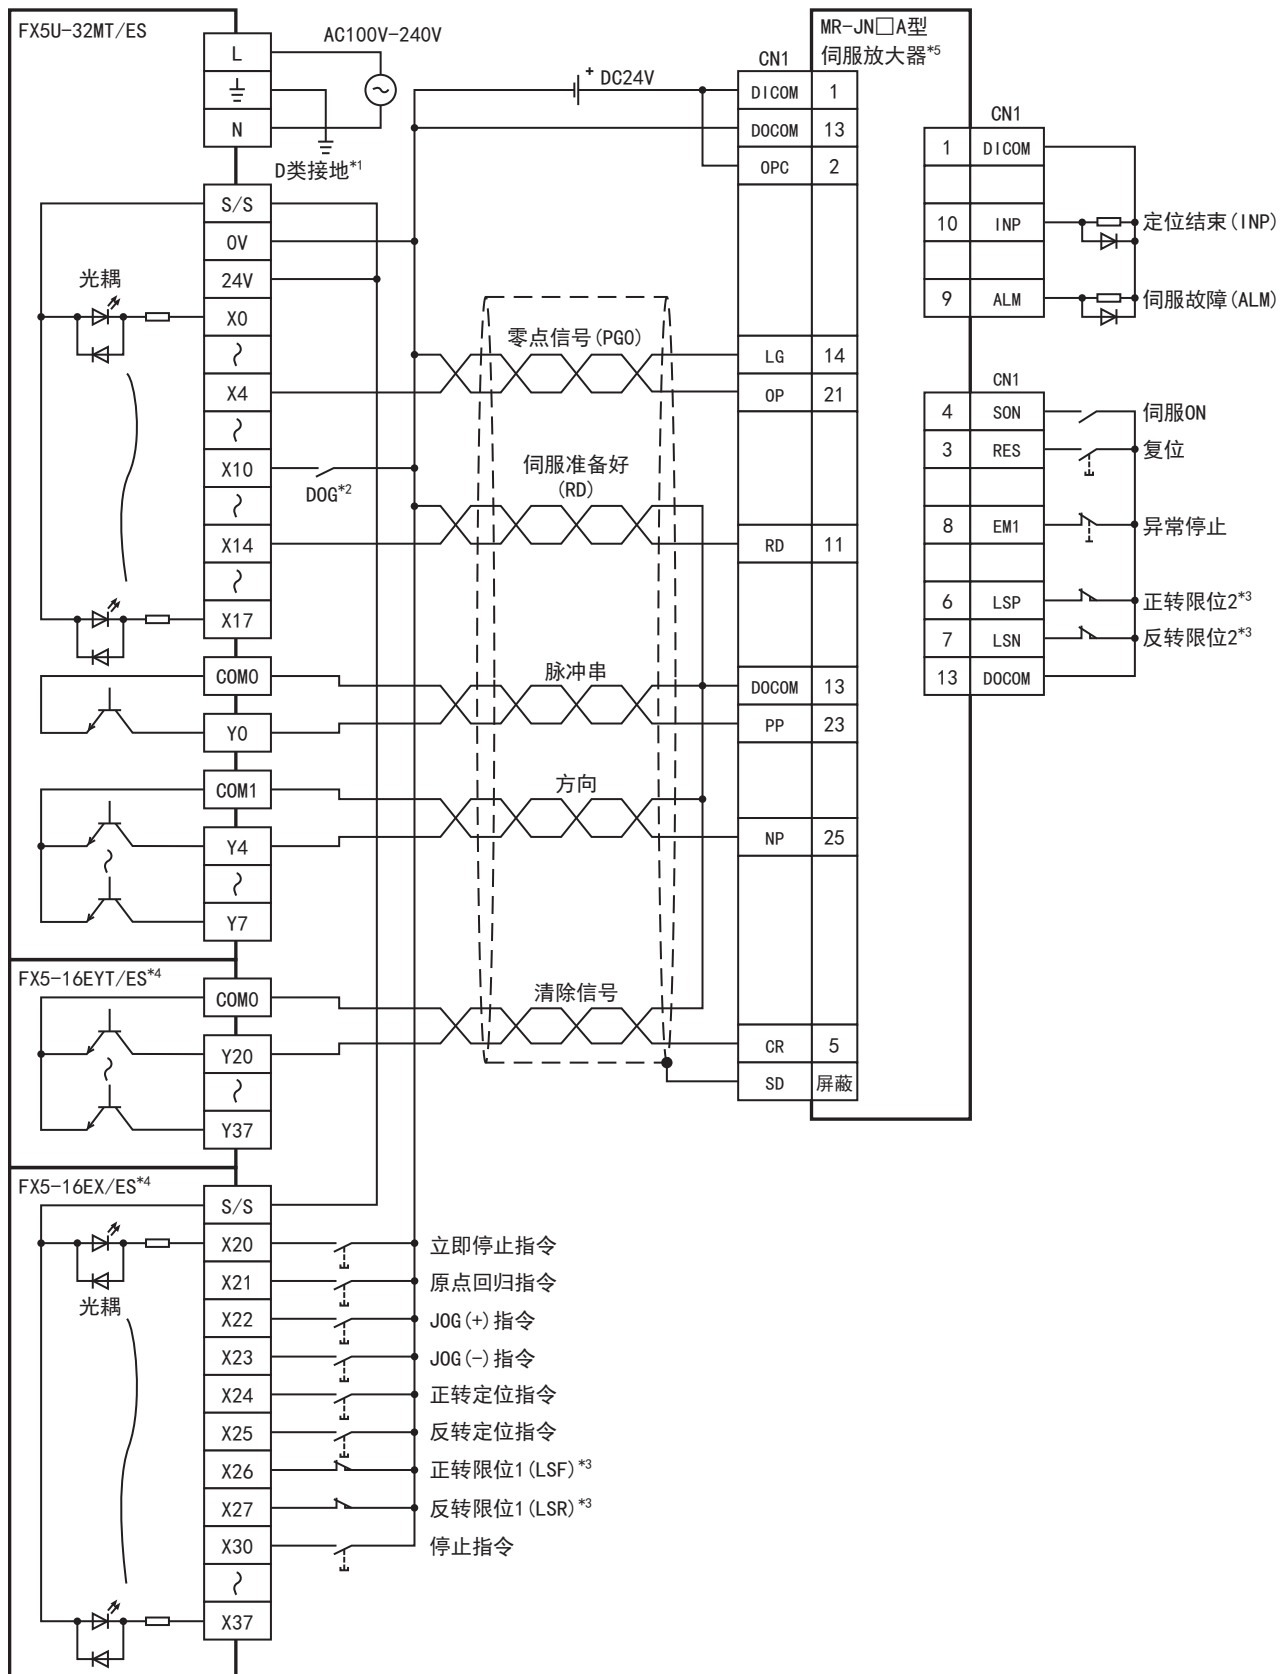 FX5U-32MT/ES
L
N
AC100V-240V
D类接地*1
S/S
0V
24V
X0
X4
X10
X14
X17
COM0
Y0
COM1
Y4
Y7
光耦
DOG*2
FX5-16EYT/ES*4
COM0
Y20
Y37
FX5-16EX/ES*4
S/S
X20
X21
X22
X23
X24
X25
X26
X27
X30
X37
光耦
立即停止指令
原点回归指令
JOG(+)指令
JOG(-)指令
正转定位指令
反转定位指令
正转限位1(LSF)*3
反转限位1(LSR)*3
停止指令
+ DC24V
零点信号(PG0)
伺服准备好
(RD)
脉冲串
方向
清除信号
MR-JN□A型
伺服放大器*5
CN1
DICOM 1
DOCOM 13
OPC 2
LG 14
OP 21
RD 11
DOCOM 13
PP 23
NP 25
CR 5
SD 屏蔽
CN1
1 DICOM
10 INP 定位结束(INP)
9 ALM 伺服故障(ALM)
CN1
4 SON 伺服ON
3 RES 复位
8 EM1 异常停止
6 LSP 正转限位2*3
7 LSN 反转限位2*3
13 DOCOM